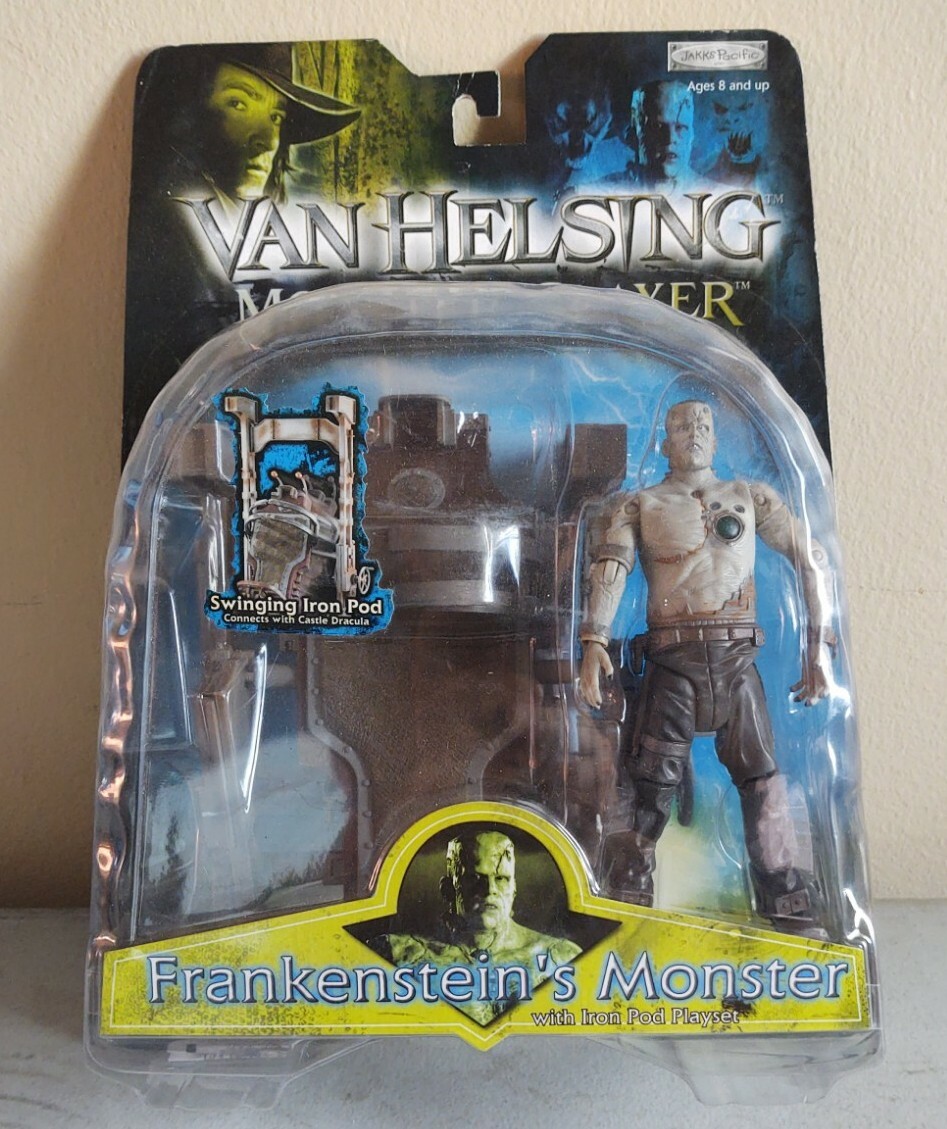 JAKKS Pacific
Ages 8 and up
VAN HELSING™
Swinging Iron Pod
Connects with Castle Dracula
Frankenstein's Monster
with Iron Pod Playset